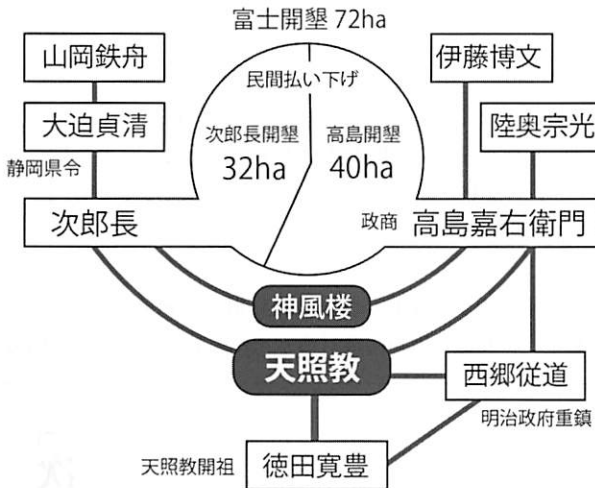 富士開墾 72ha
山岡鉄舟
民間払い下げ
伊藤博文
大迫貞清
次郎長開墾
32ha
高島開墾
40ha
陸奥宗光
静岡県令
次郎長
政商 高島嘉右衛門
神風楼
天照教
西郷従道
明治政府重鎮
天照教開祖 徳田寛豊